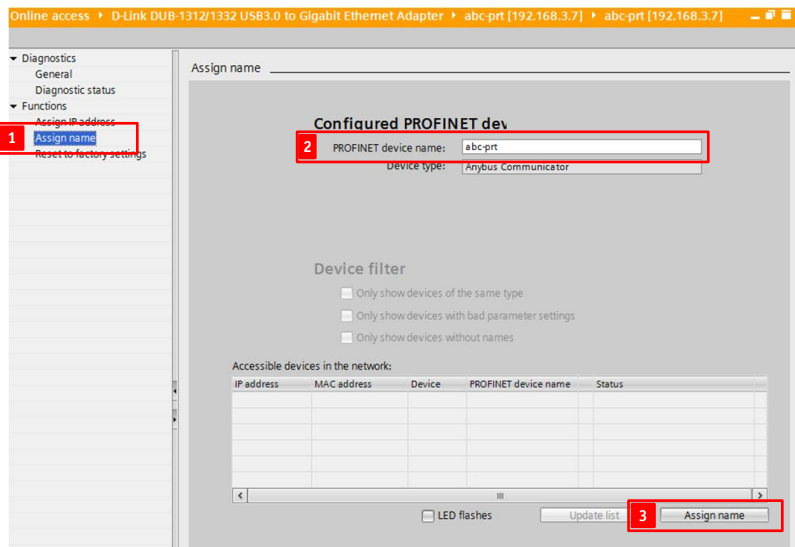 Online access ▸ D-Link DUB-1312/1332 USB3.0 to Gigabit Ethernet Adapter ▸ abc-prt [192.168.3.7] ▸ abc-prt [192.168.3.7]
Diagnostics
General
Diagnostic status
Functions
Assign IP address
1 Assign name
Reset to factory settings
Assign name
Configured PROFINET dev
2 PROFINET device name: abc-prt
Device type: Anybus Communicator
Device filter
Only show devices of the same type
Only show devices with bad parameter settings
Only show devices without names
Accessible devices in the network:
IP address MAC address Device PROFINET device name Status
LED flashes Update list 3 Assign name